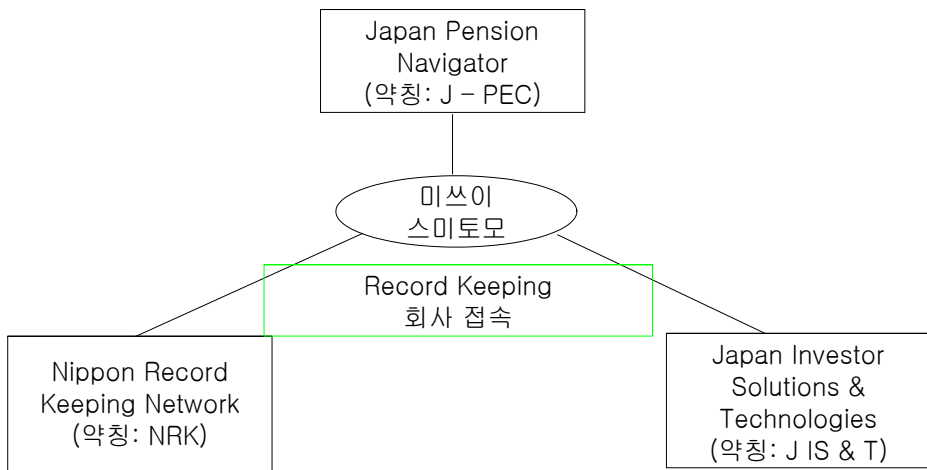 Japan Pension
Navigator
(약칭: J – PEC)
미쓰이
스미토모
Record Keeping
회사 접속
Nippon Record
Keeping Network
(약칭: NRK)
Japan Investor
Solutions &
Technologies
(약칭: J IS & T)